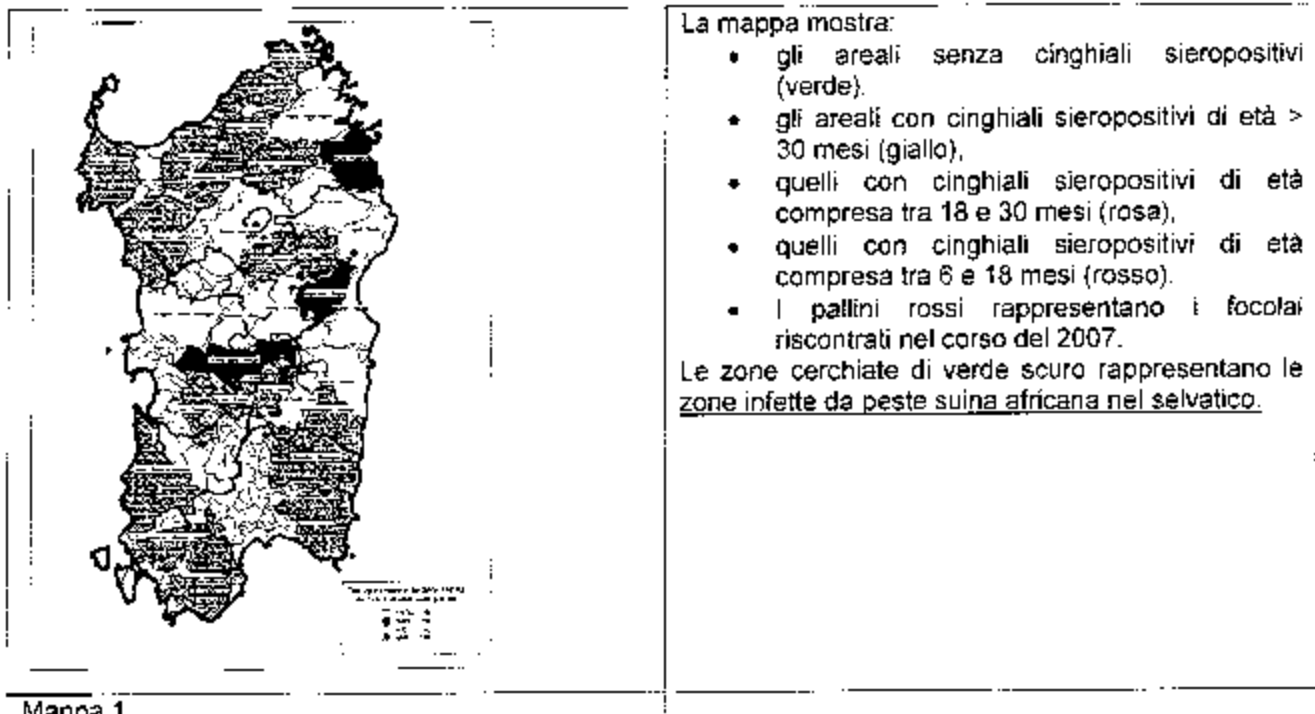 La mappa mostra:
• gli areali senza cinghiali sieropositivi
(verde).
• gli areali con cinghiali sieropositivi di età >
30 mesi (giallo),
• quelli con cinghiali sieropositivi di età
compresa tra 18 e 30 mesi (rosa),
• quelli con cinghiali sieropositivi di età
compresa tra 6 e 18 mesi (rosso).
• I pallini rossi rappresentano i focolai
riscontrati nel corso del 2007.
Le zone cerchiate di verde scuro rappresentano le
zone infette da peste suina africana nel selvatico.
Mappa 1